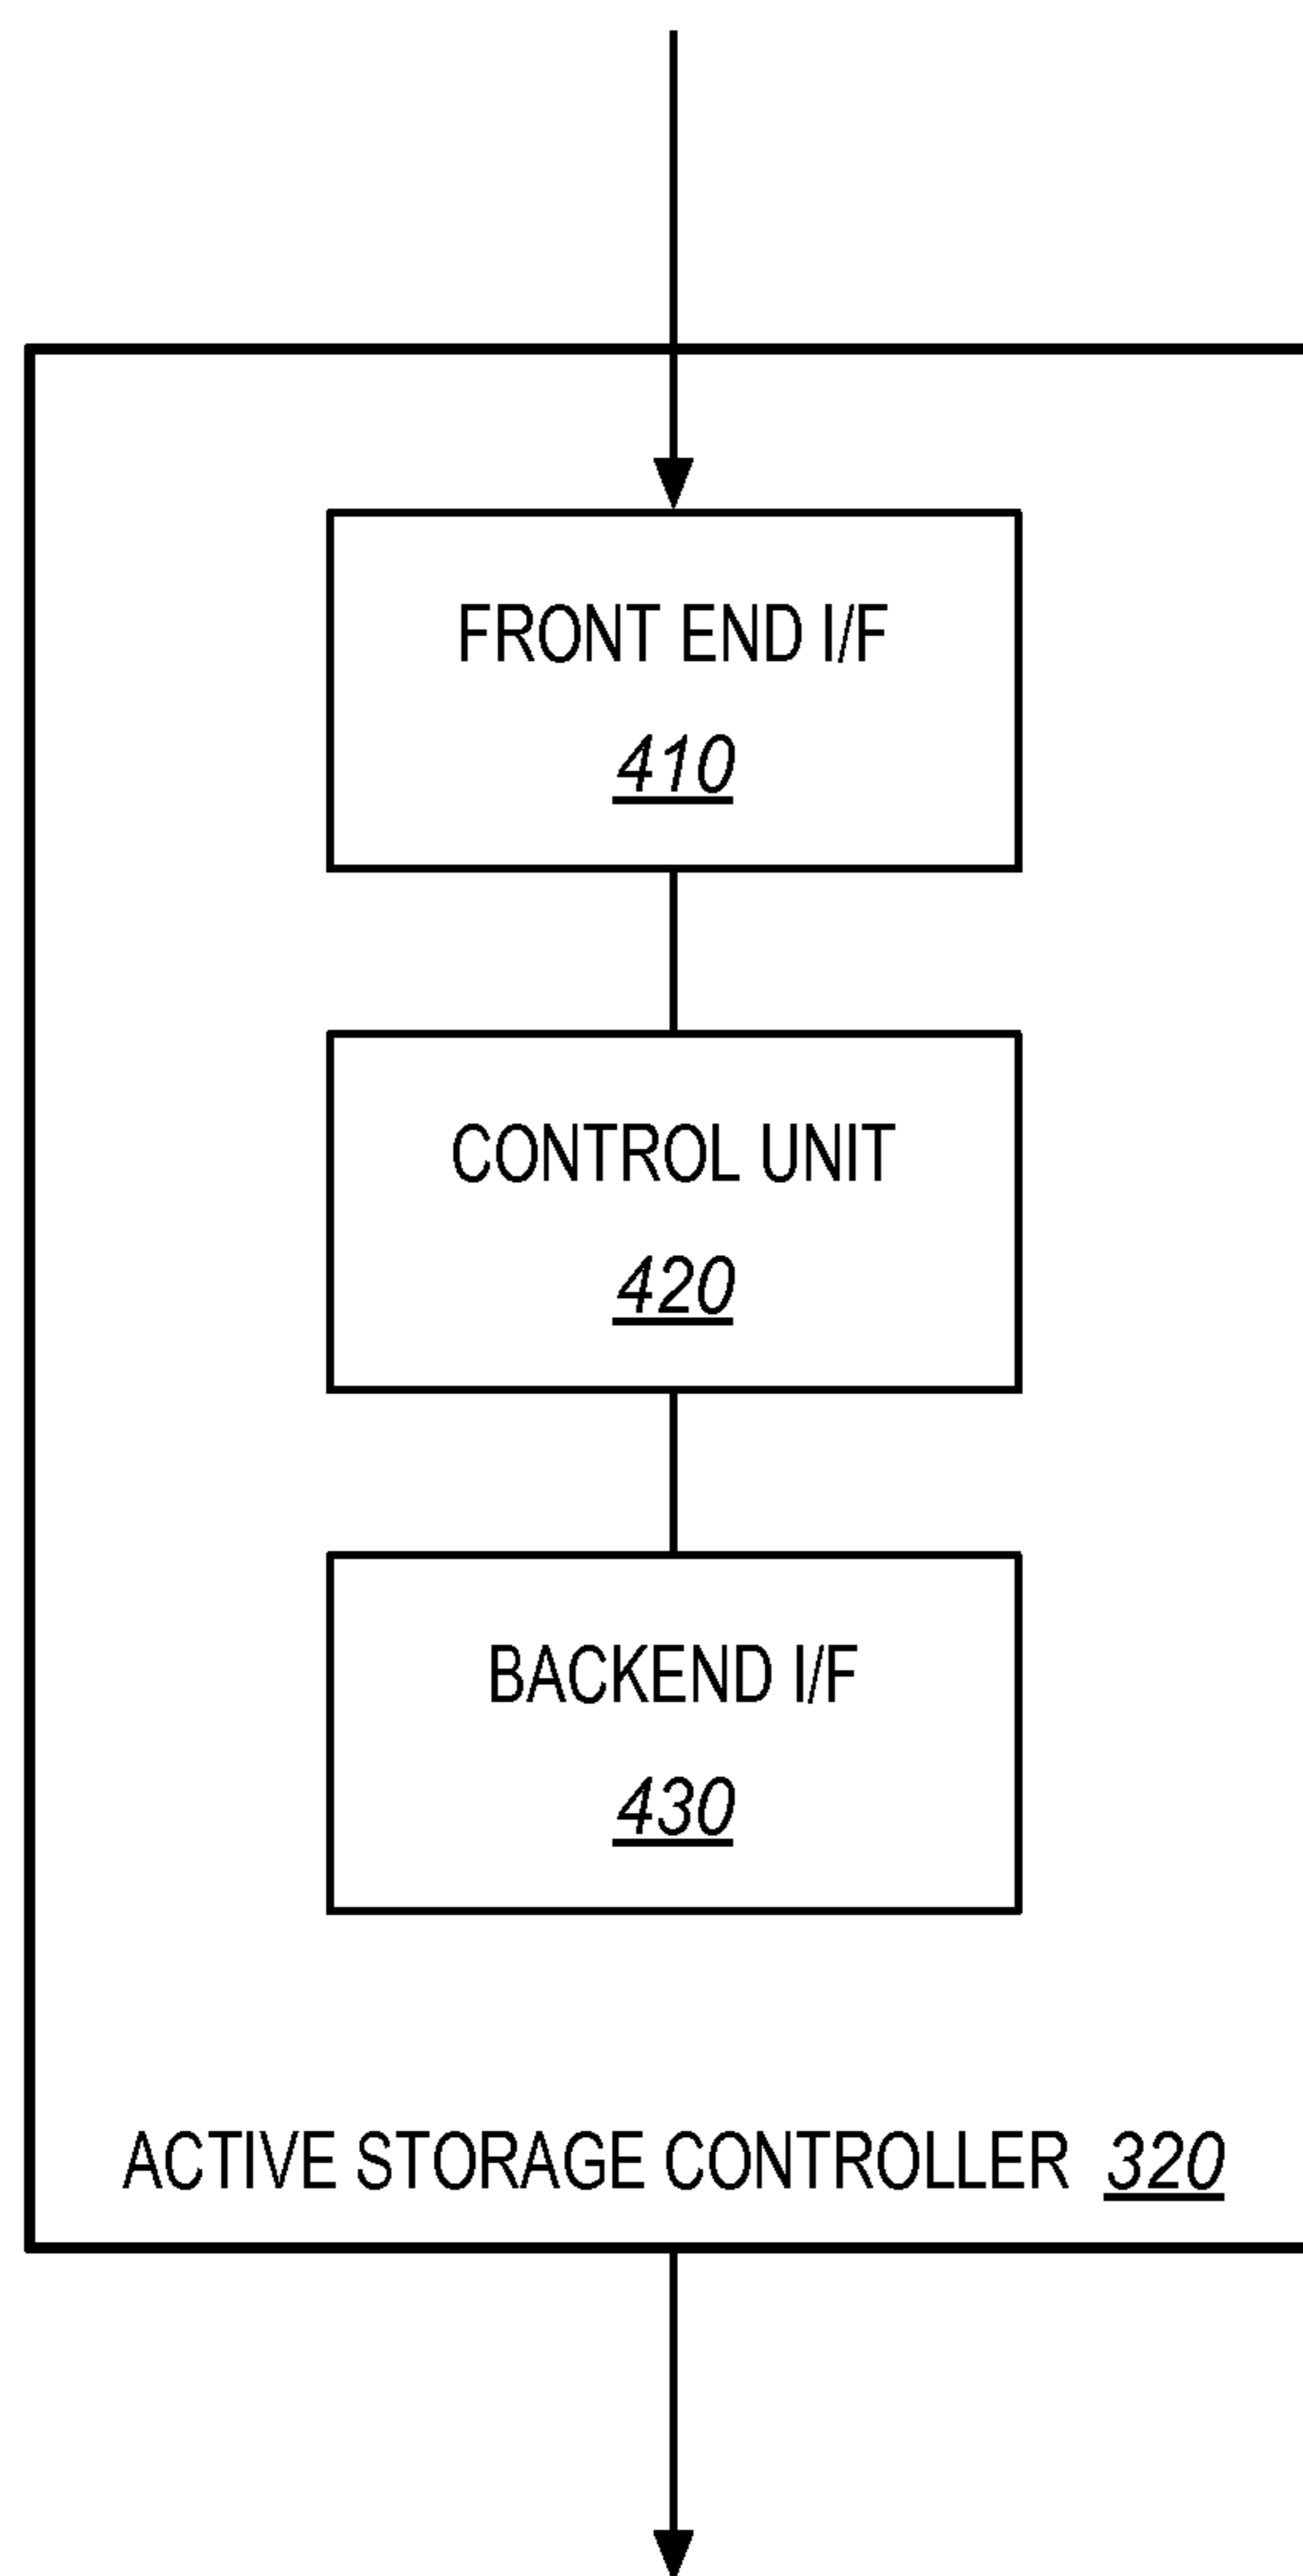 FRONT END I/F
410
CONTROL UNIT
420
BACKEND I/F
430
ACTIVE STORAGE CONTROLLER 320